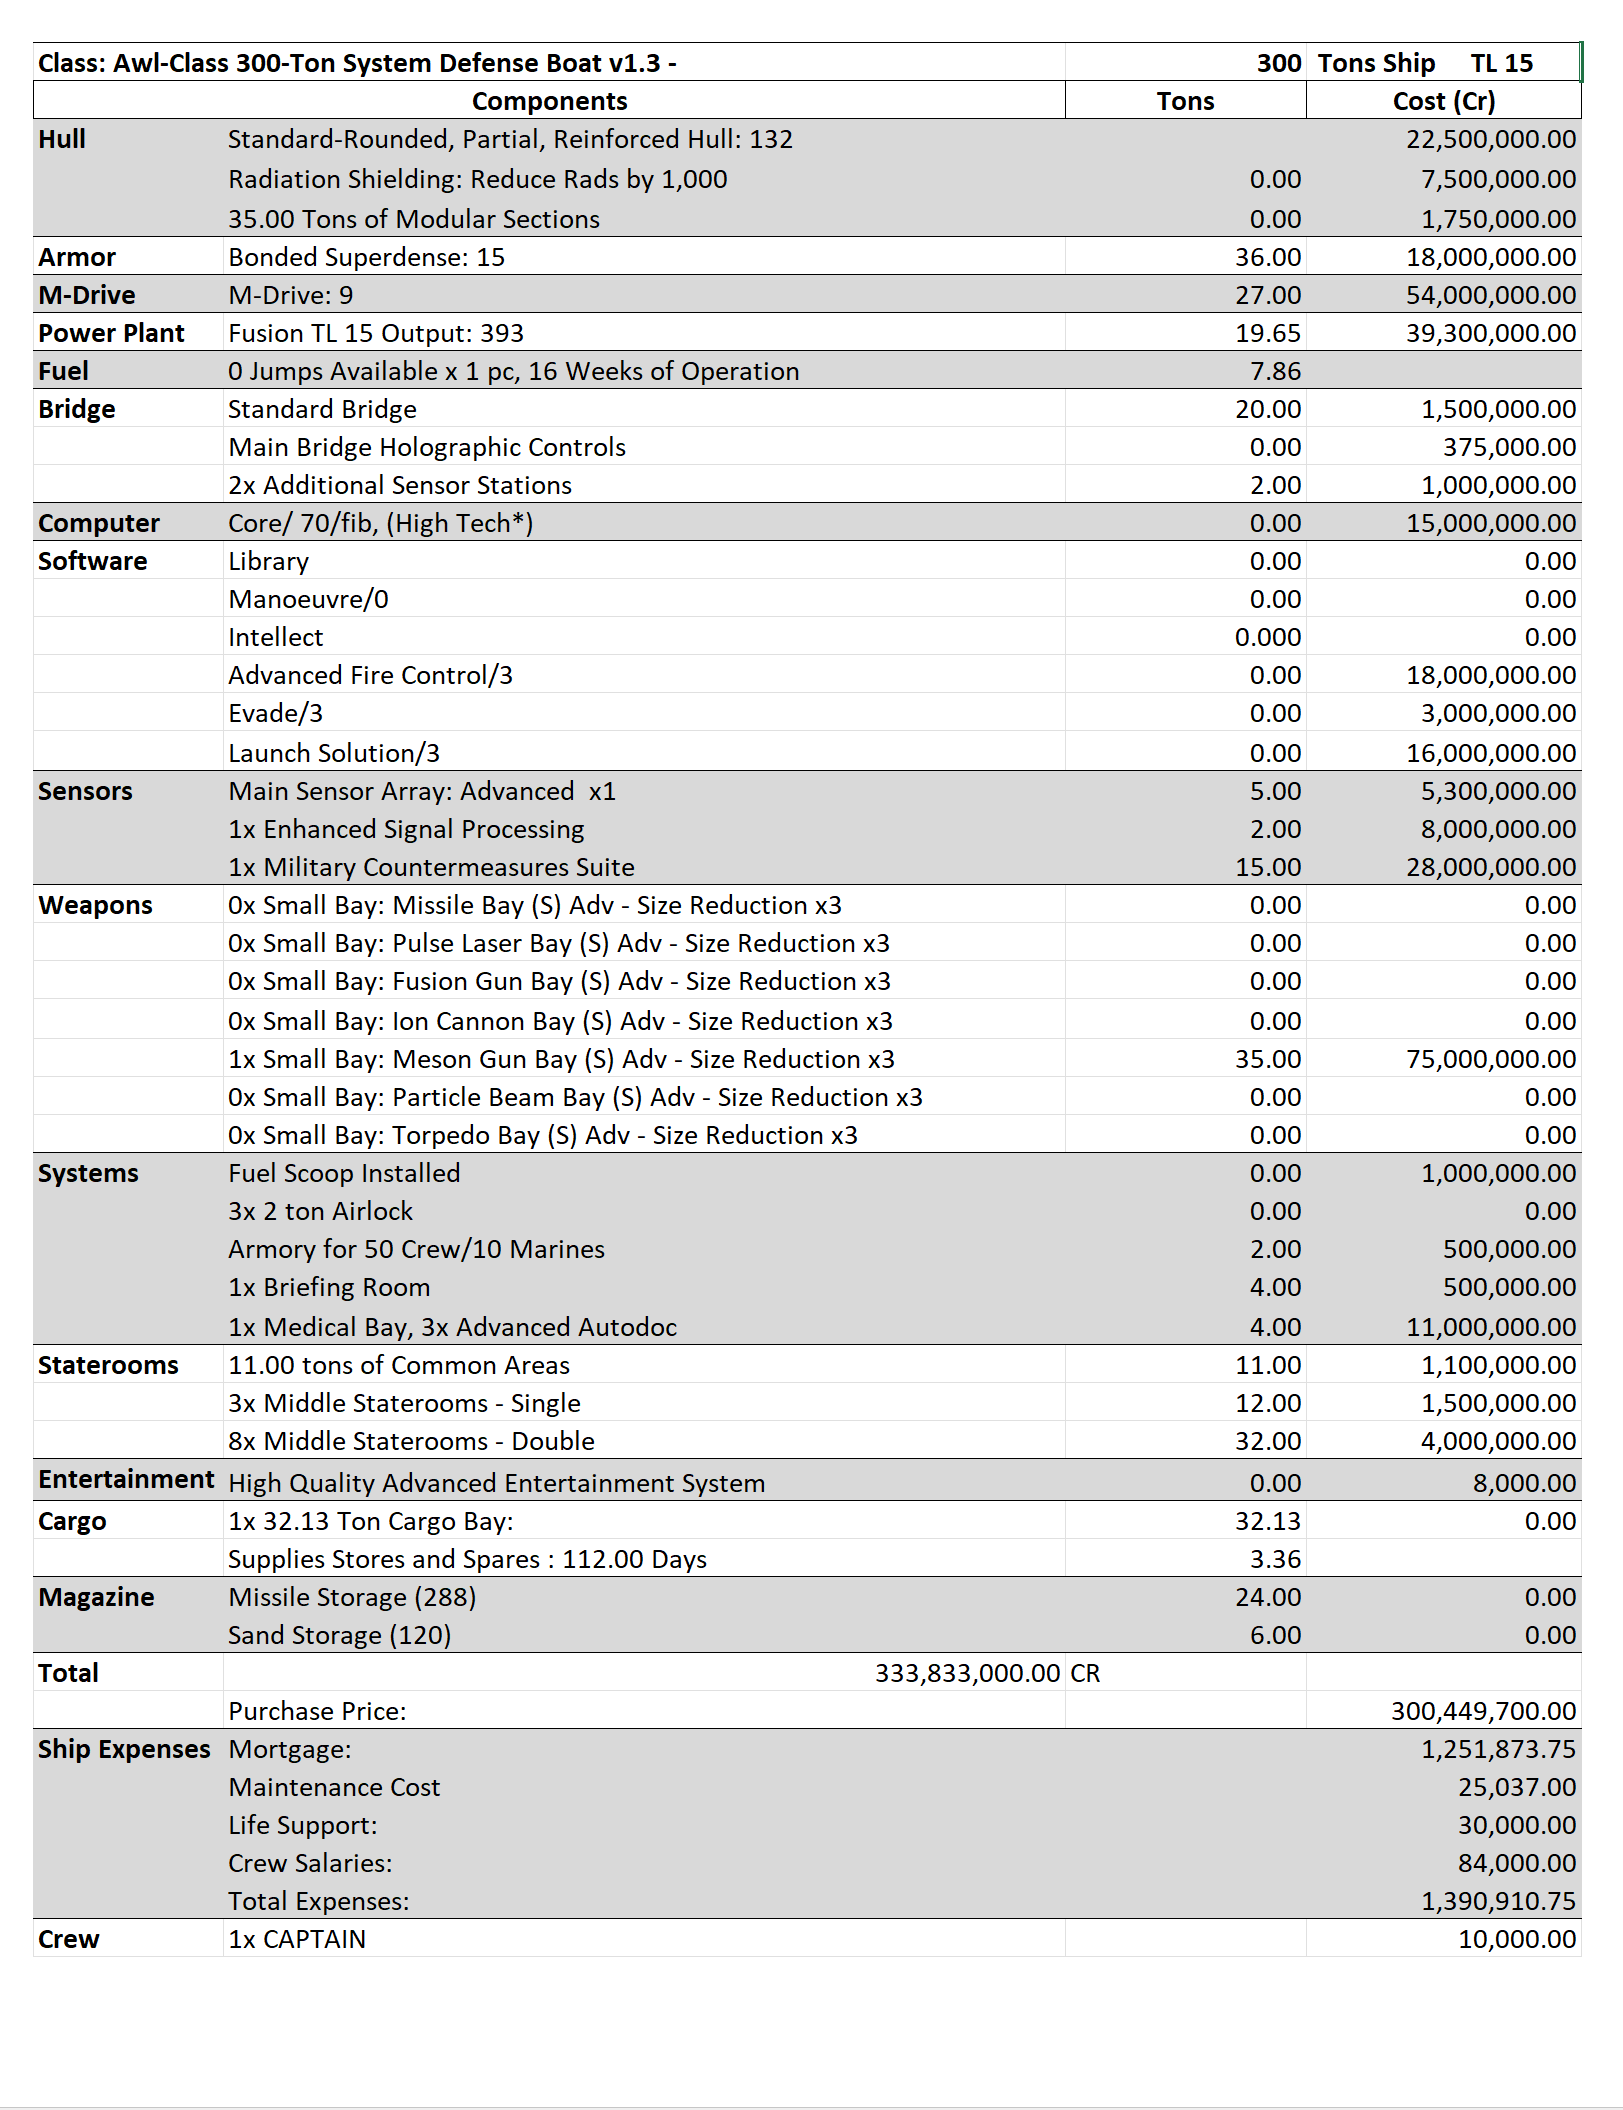 Class: Awl-Class 300-Ton System Defense Boat v1.3 - 300 Tons Ship TL 15
Components Tons Cost (Cr)
Hull Standard-Rounded, Partial, Reinforced Hull: 132 22,500,000.00
Radiation Shielding: Reduce Rads by 1,000 0.00 7,500,000.00
35.00 Tons of Modular Sections 0.00 1,750,000.00
Armor Bonded Superdense: 15 36.00 18,000,000.00
M-Drive M-Drive: 9 27.00 54,000,000.00
Power Plant Fusion TL 15 Output: 393 19.65 39,300,000.00
Fuel 0 Jumps Available x 1 pc, 16 Weeks of Operation 7.86
Bridge Standard Bridge 20.00 1,500,000.00
Main Bridge Holographic Controls 0.00 375,000.00
2x Additional Sensor Stations 2.00 1,000,000.00
Computer Core/ 70/fib, (High Tech*) 0.00 15,000,000.00
Software Library 0.00 0.00
Manoeuvre/0 0.00 0.00
Intellect 0.000 0.00
Advanced Fire Control/3 0.00 18,000,000.00
Evade/3 0.00 3,000,000.00
Launch Solution/3 0.00 16,000,000.00
Sensors Main Sensor Array: Advanced x1 5.00 5,300,000.00
1x Enhanced Signal Processing 2.00 8,000,000.00
1x Military Countermeasures Suite 15.00 28,000,000.00
Weapons 0x Small Bay: Missile Bay (S) Adv - Size Reduction x3 0.00 0.00
0x Small Bay: Pulse Laser Bay (S) Adv - Size Reduction x3 0.00 0.00
0x Small Bay: Fusion Gun Bay (S) Adv - Size Reduction x3 0.00 0.00
0x Small Bay: Ion Cannon Bay (S) Adv - Size Reduction x3 0.00 0.00
1x Small Bay: Meson Gun Bay (S) Adv - Size Reduction x3 35.00 75,000,000.00
0x Small Bay: Particle Beam Bay (S) Adv - Size Reduction x3 0.00 0.00
0x Small Bay: Torpedo Bay (S) Adv - Size Reduction x3 0.00 0.00
Systems Fuel Scoop Installed 0.00 1,000,000.00
3x 2 ton Airlock 0.00 0.00
Armory for 50 Crew/10 Marines 2.00 500,000.00
1x Briefing Room 4.00 500,000.00
1x Medical Bay, 3x Advanced Autodoc 4.00 11,000,000.00
Staterooms 11.00 tons of Common Areas 11.00 1,100,000.00
3x Middle Staterooms - Single 12.00 1,500,000.00
8x Middle Staterooms - Double 32.00 4,000,000.00
Entertainment High Quality Advanced Entertainment System 0.00 8,000.00
Cargo 1x 32.13 Ton Cargo Bay: 32.13 0.00
Supplies Stores and Spares : 112.00 Days 3.36
Magazine Missile Storage (288) 24.00 0.00
Sand Storage (120) 6.00 0.00
Total 333,833,000.00 CR
Purchase Price: 300,449,700.00
Ship Expenses Mortgage: 1,251,873.75
Maintenance Cost 25,037.00
Life Support: 30,000.00
Crew Salaries: 84,000.00
Total Expenses: 1,390,910.75
Crew 1x CAPTAIN 10,000.00